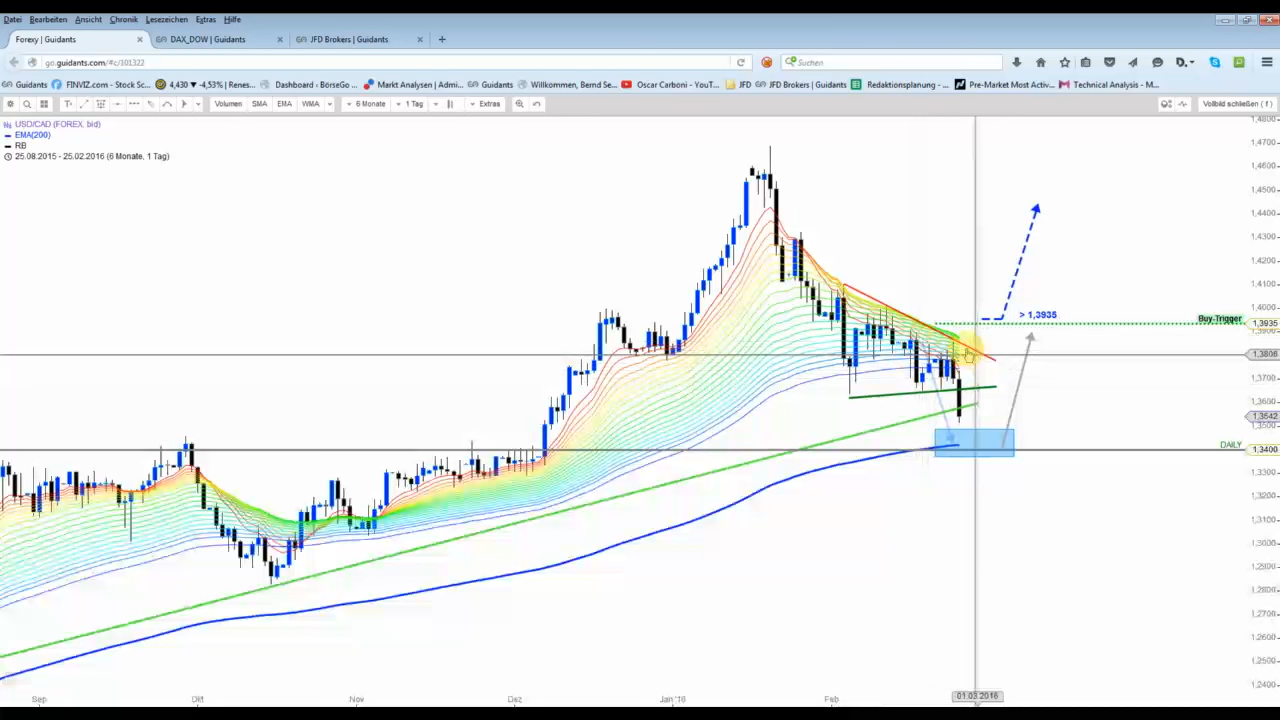 Datei Bearbeiten Ansicht Chronik Lesezeichen Extras Hilfe
Forexy | Guidants × DAX_DOW | Guidants × JFD Brokers | Guidants × +
go.guidants.com/#c/101322 Suchen
Guidants FINVIZ.com - Stock Sc... 4,430 -4,53% | Renes... Dashboard ‹ BörseGo ... Markt Analysen | Admi... Guidants Willkommen, Bernd Se... Oscar Carboni - YouT... JFD JFD Brokers | Guidants Redaktionsplanung - ... Pre-Market Most Activ... Technical Analysis - M...
Volumen SMA EMA WMA 6 Monate 1 Tag Extras Vollbild schließen ( f )
USD/CAD (FOREX, bid)
EMA(200)
RB
25.08.2015 - 25.02.2016 (6 Monate, 1 Tag)
1,4800
1,4700
1,4600
1,4500
1,4400
1,4300
1,4200
1,4100
1,4000
> 1,3935
Buy-Trigger
1,3935
1,3806
1,3700
1,3600
1,3542
1,3500
DAILY
1,3400
1,3300
1,3200
1,3100
1,3000
1,2900
1,2800
1,2700
1,2600
1,2500
1,2400
Sep Okt Nov Dez Jan '16 Feb 01.03.2016